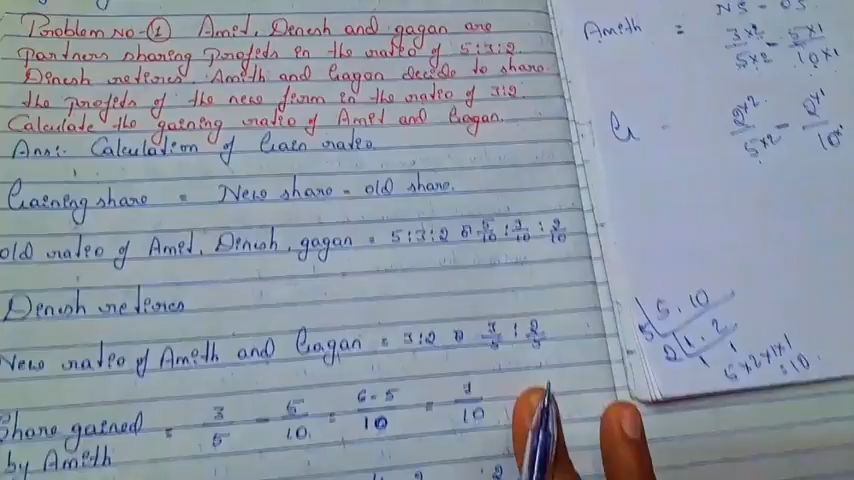 Problem No-① Amit, Dinesh and gagan are
partners sharing profits in the ratio of 5:3:2.
Dinesh retires. Amith and Gagan decide to share
the profits of the new firm in the ratio of 3:2
Calculate the gaining ratio of Amit and Gagan.
Ans:- Calculation of Gain ratio
Gaining share = New share - old share.
old ratio of Amit, Dinesh, gagan = 5:3:2 or 5/10 : 3/10 : 2/10
Dinesh retires
New ratio of Amith and Gagan = 3:2 or 3/5 : 2/5
Share gained by Amith = 3/5 - 5/10 = 6-5/10 = 1/10
NS - OS
Amith = 3×2/5×2 - 5×1/10×1
G - 2×2/5×2 - 2×1/10×1
5 | 5, 10
2 | 1, 2
1 1
5×2×1×1
=10